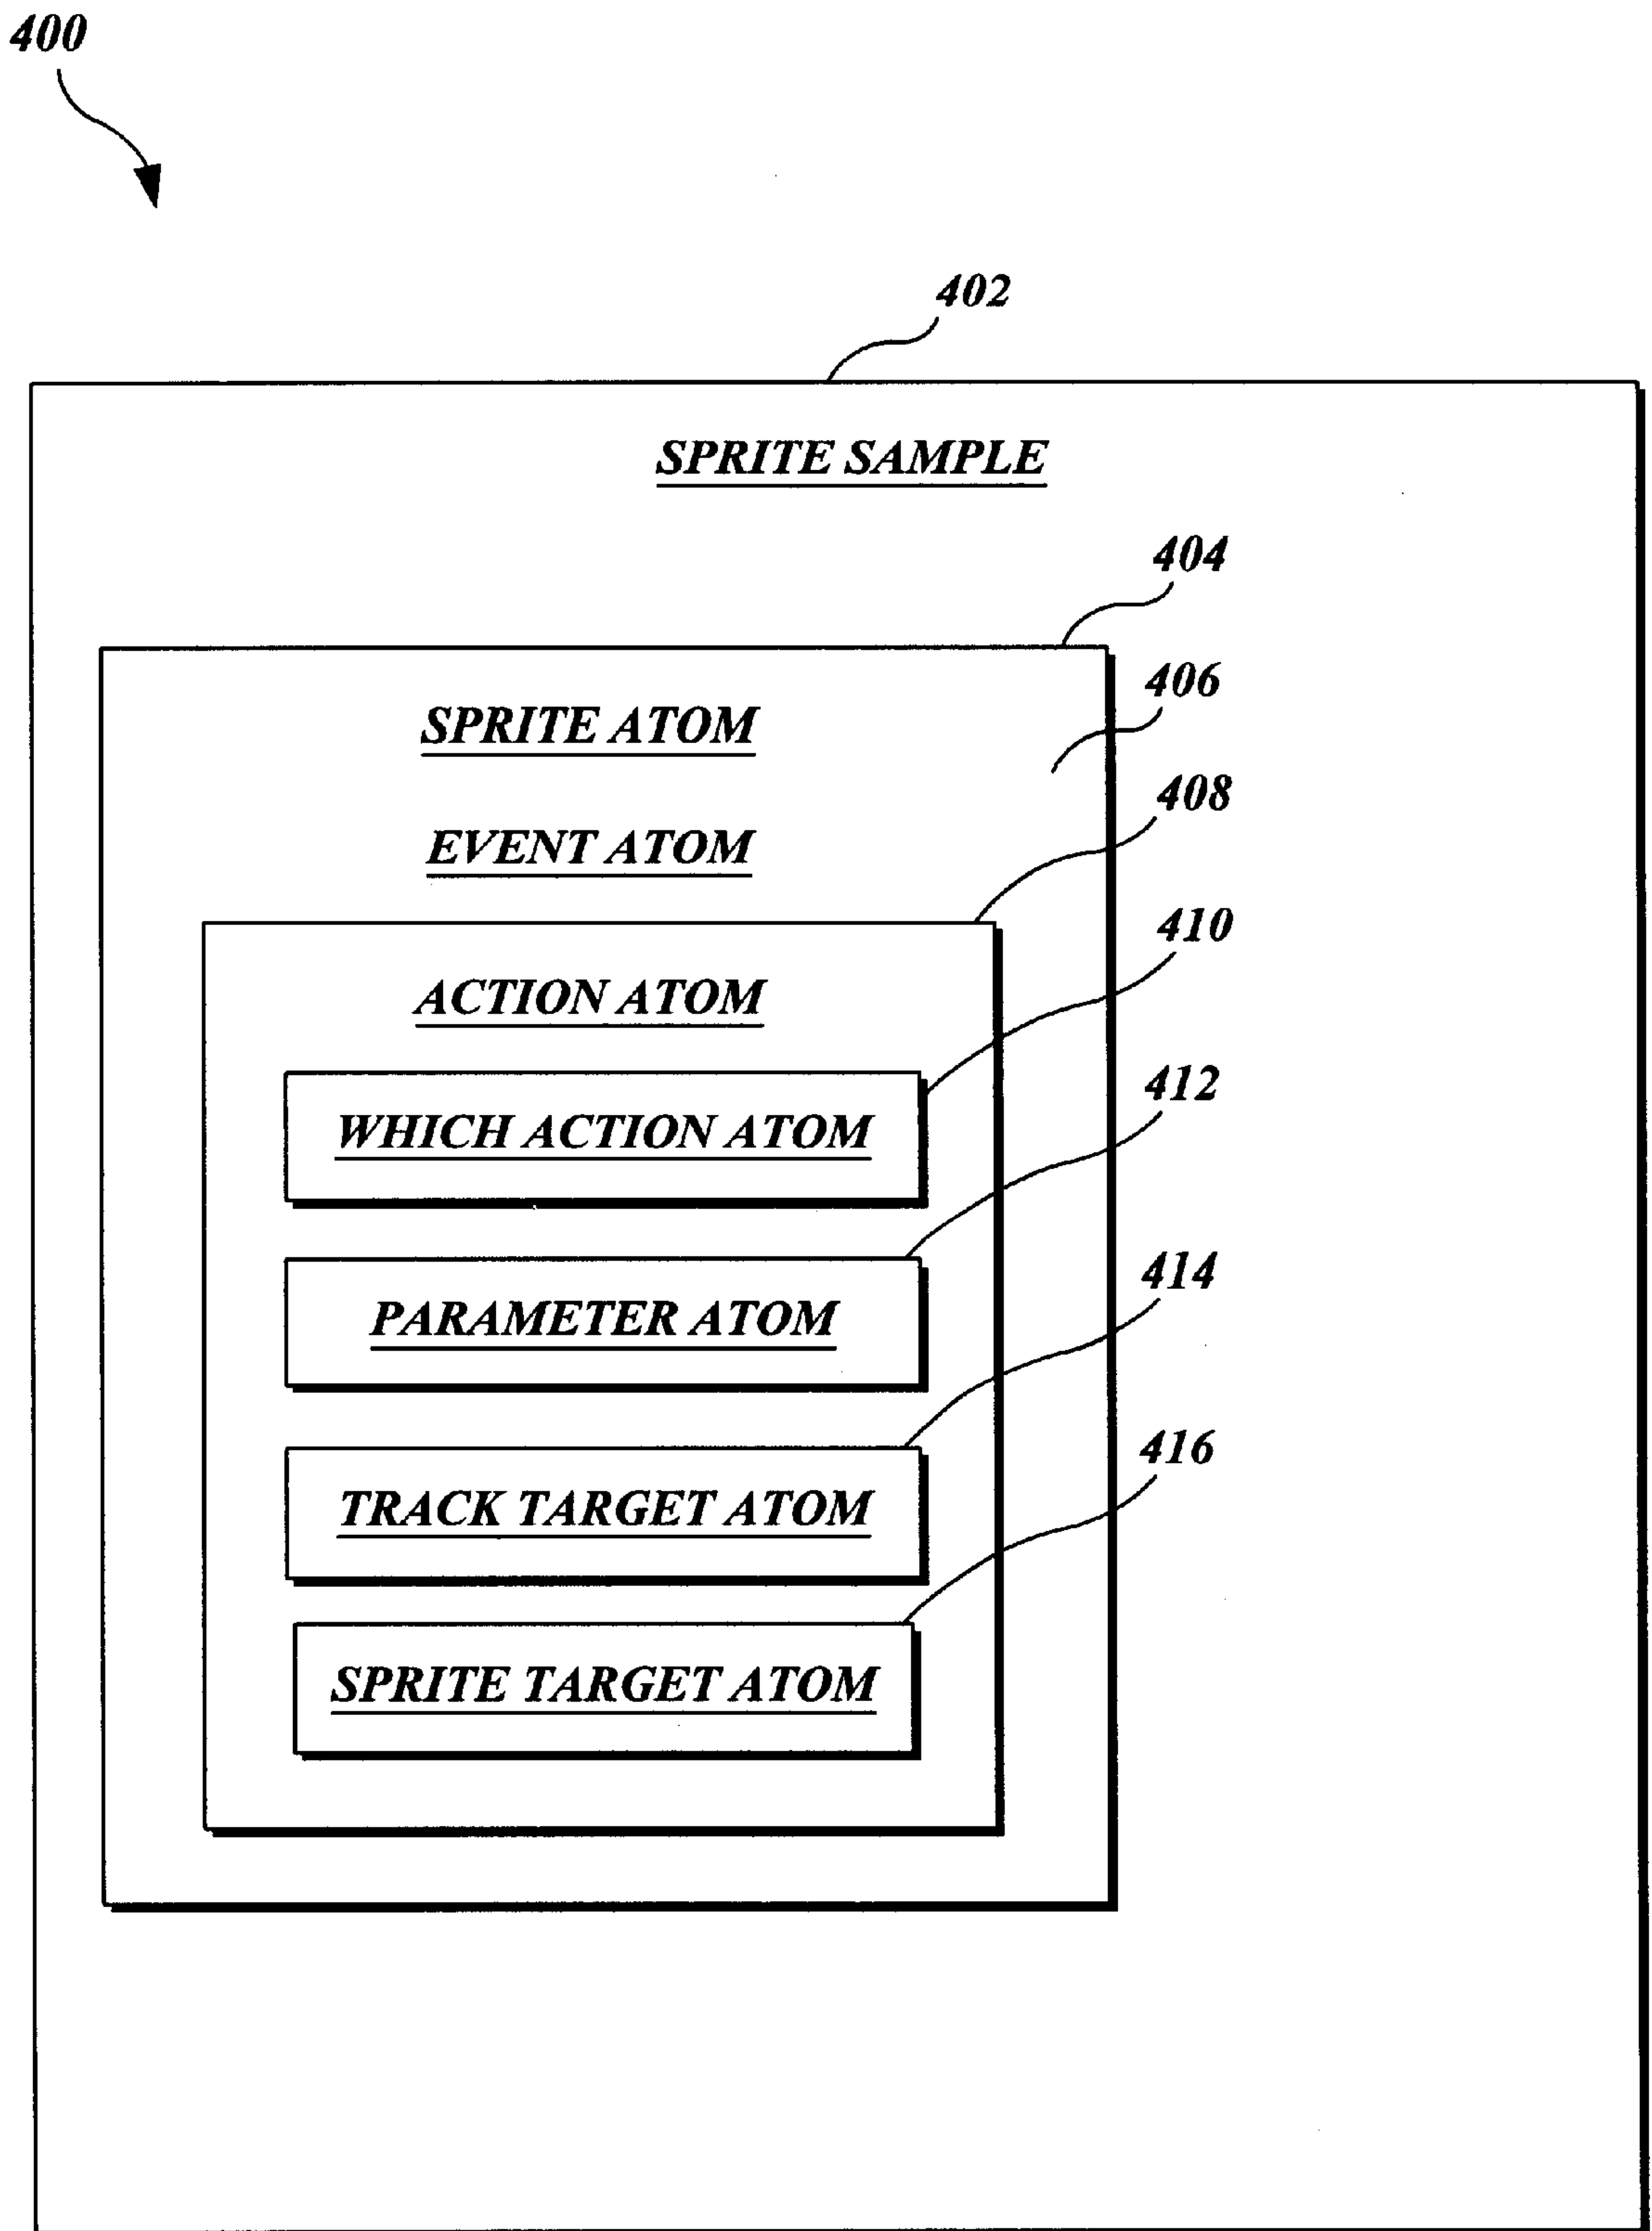 400
402
SPRITE SAMPLE
404
406
SPRITE ATOM
408
EVENT ATOM
410
ACTION ATOM
412
WHICH ACTION ATOM
414
PARAMETER ATOM
416
TRACK TARGET ATOM
SPRITE TARGET ATOM